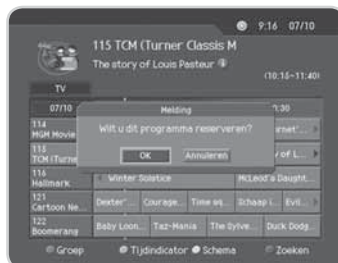 9:16 07/10
115 TCM (Turner Classis M
The story of Louis Pasteur
(10:15~11:40)
TV
07/10
Melding
:30
Wilt u dit programma reserveren?
OK Annuleren
114
MGM Movie
115
TCM (Turne
116
Hallmark
Winter Solstice McLeod's Daught...
121
Cartoon Ne...
Dexter'... Courage... Time sq... Schaap i... Evil...
122
Boomerang
Baby Loon... Taz-Mania The Sylve... Duck Dodg...
Groep Tijdindicator Schema Zoeken